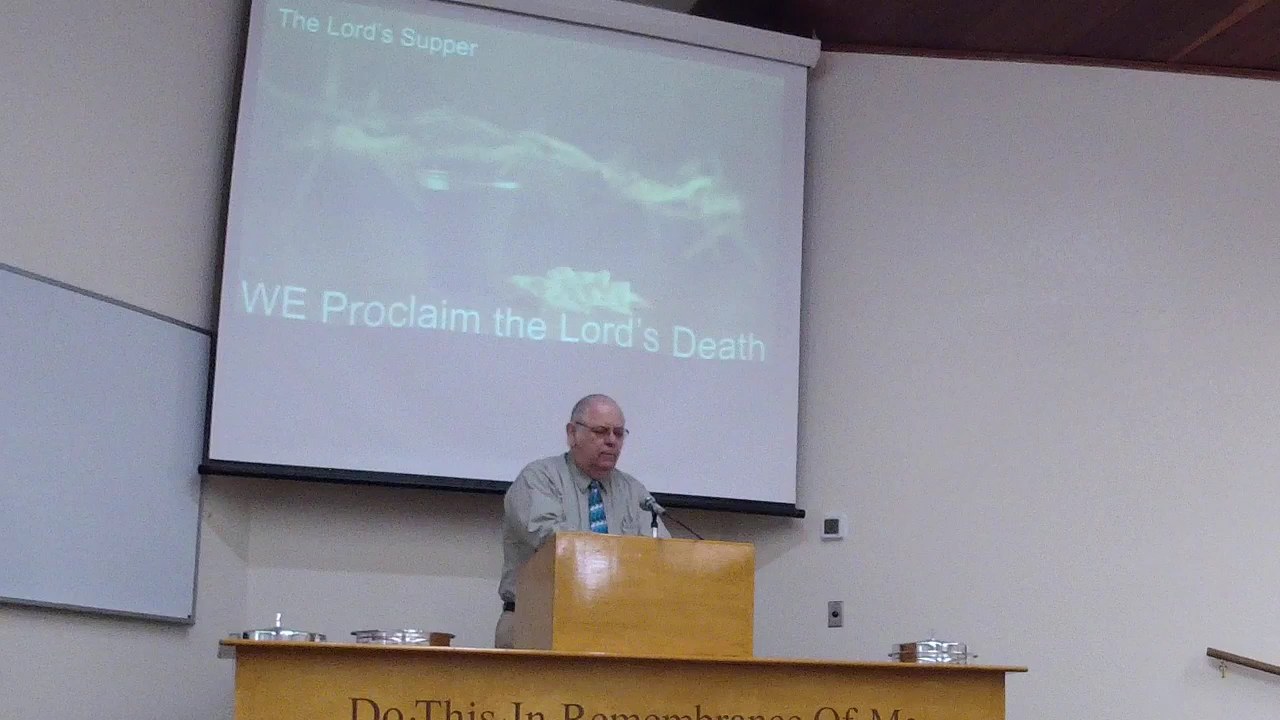 The Lord's Supper
WE Proclaim the Lord's Death
Do·This In Remembrance Of Me